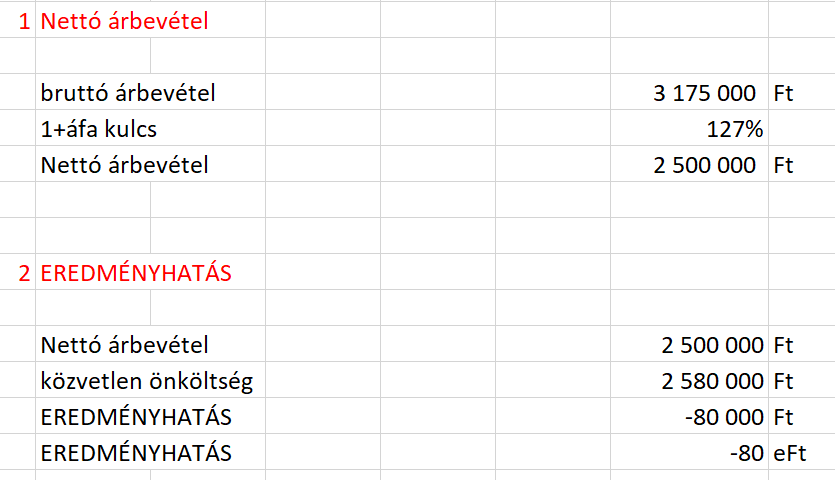 1 Nettó árbevétel
bruttó árbevétel 3 175 000 Ft
1+áfa kulcs 127%
Nettó árbevétel 2 500 000 Ft
2 EREDMÉNYHATÁS
Nettó árbevétel 2 500 000 Ft
közvetlen önköltség 2 580 000 Ft
EREDMÉNYHATÁS -80 000 Ft
EREDMÉNYHATÁS -80 eFt